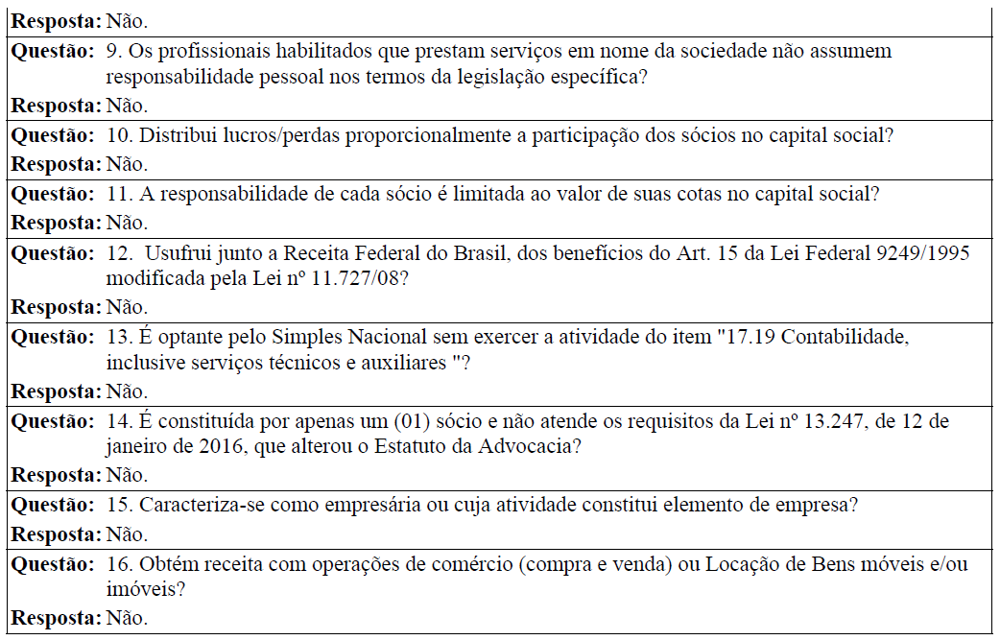 Resposta: Não.
Questão: 9. Os profissionais habilitados que prestam serviços em nome da sociedade não assumem
responsabilidade pessoal nos termos da legislação específica?
Resposta: Não.
Questão: 10. Distribui lucros/perdas proporcionalmente a participação dos sócios no capital social?
Resposta: Não.
Questão: 11. A responsabilidade de cada sócio é limitada ao valor de suas cotas no capital social?
Resposta: Não.
Questão: 12. Usufrui junto a Receita Federal do Brasil, dos benefícios do Art. 15 da Lei Federal 9249/1995
modificada pela Lei nº 11.727/08?
Resposta: Não.
Questão: 13. É optante pelo Simples Nacional sem exercer a atividade do item "17.19 Contabilidade,
inclusive serviços técnicos e auxiliares "?
Resposta: Não.
Questão: 14. É constituída por apenas um (01) sócio e não atende os requisitos da Lei nº 13.247, de 12 de
janeiro de 2016, que alterou o Estatuto da Advocacia?
Resposta: Não.
Questão: 15. Caracteriza-se como empresária ou cuja atividade constitui elemento de empresa?
Resposta: Não.
Questão: 16. Obtém receita com operações de comércio (compra e venda) ou Locação de Bens móveis e/ou
imóveis?
Resposta: Não.